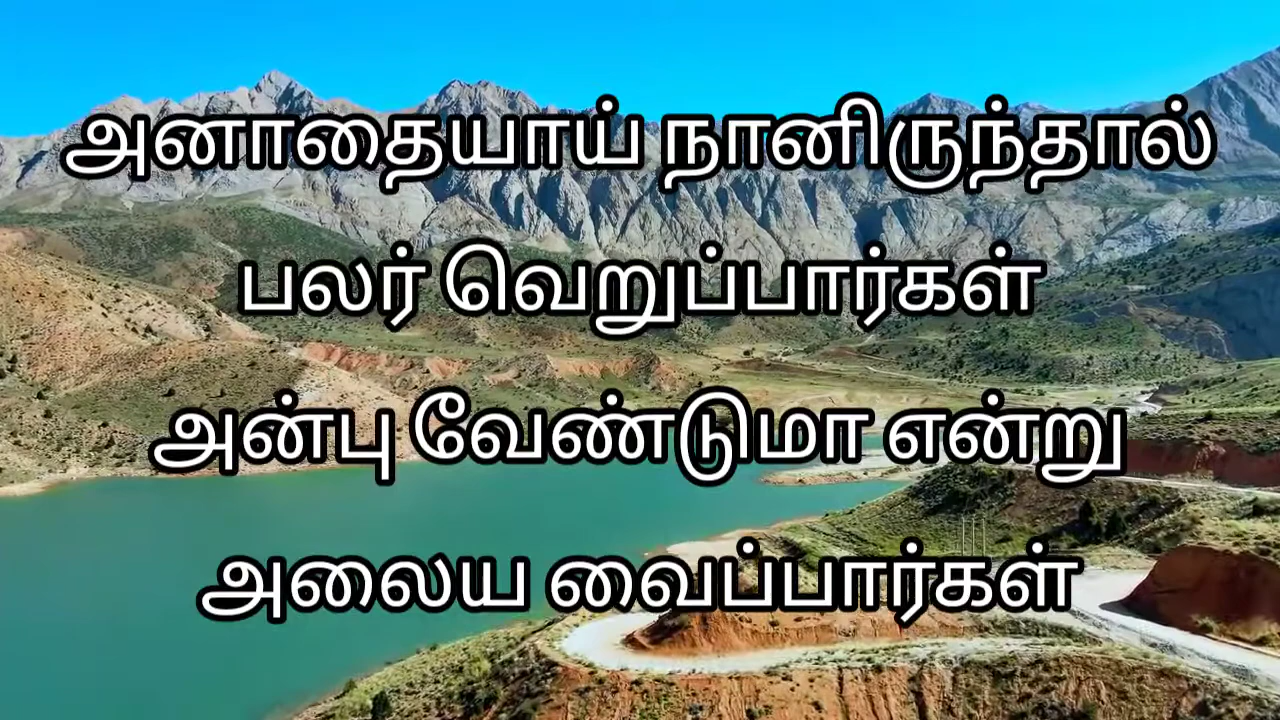 அனாதையாய் நானிருந்தால்
பலர் வெறுப்பார்கள்
அன்பு வேண்டுமா என்று
அலைய வைப்பார்கள்